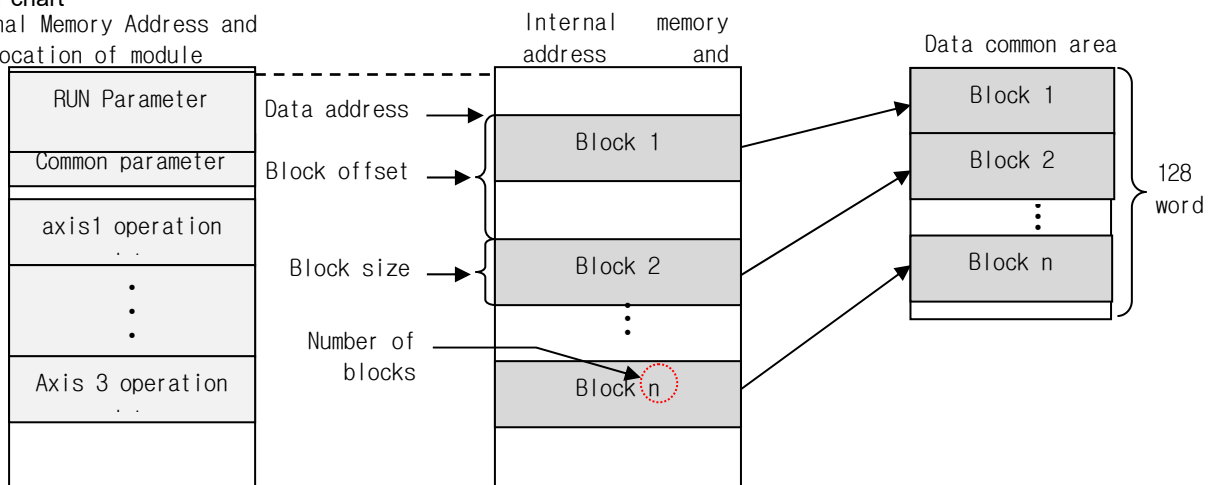 chart
nal Memory Address and
ocation of module
RUN Parameter
Common parameter
axis1 operation
Axis 3 operation
Internal memory
address and
Data address
Block offset
Block size
Number of
blocks
Block 1
Block 2
Block n
Data common area
Block 1
Block 2
Block n
128
word